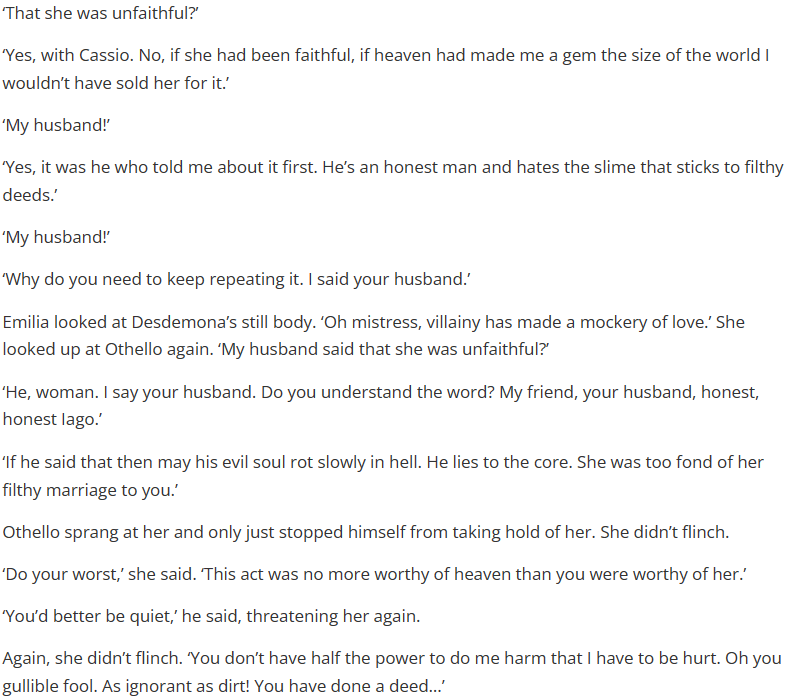 ‘That she was unfaithful?’
‘Yes, with Cassio. No, if she had been faithful, if heaven had made me a gem the size of the world I
wouldn’t have sold her for it.’
‘My husband!’
‘Yes, it was he who told me about it first. He’s an honest man and hates the slime that sticks to filthy
deeds.’
‘My husband!’
‘Why do you need to keep repeating it. I said your husband.’
Emilia looked at Desdemona’s still body. ‘Oh mistress, villainy has made a mockery of love.’ She
looked up at Othello again. ‘My husband said that she was unfaithful?’
‘He, woman. I say your husband. Do you understand the word? My friend, your husband, honest,
honest Iago.’
‘If he said that then may his evil soul rot slowly in hell. He lies to the core. She was too fond of her
filthy marriage to you.’
Othello sprang at her and only just stopped himself from taking hold of her. She didn’t flinch.
‘Do your worst,’ she said. ‘This act was no more worthy of heaven than you were worthy of her.’
‘You’d better be quiet,’ he said, threatening her again.
Again, she didn’t flinch. ‘You don’t have half the power to do me harm that I have to be hurt. Oh you
gullible fool. As ignorant as dirt! You have done a deed…’